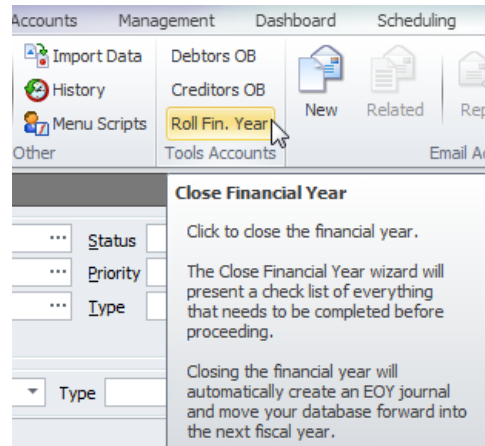 Accounts Management Dashboard Scheduling
Import Data Debtors OB
History Creditors OB
New Related
Menu Scripts Roll Fin. Year
Other Tools Accounts Email
Close Financial Year
Click to close the financial year.
Status
Priority
The Close Financial Year wizard will
present a check list of everything
Type
that needs to be completed before
proceeding.
Closing the financial year will
Type
automatically create an EOY journal
and move your database forward into
the next fiscal year.